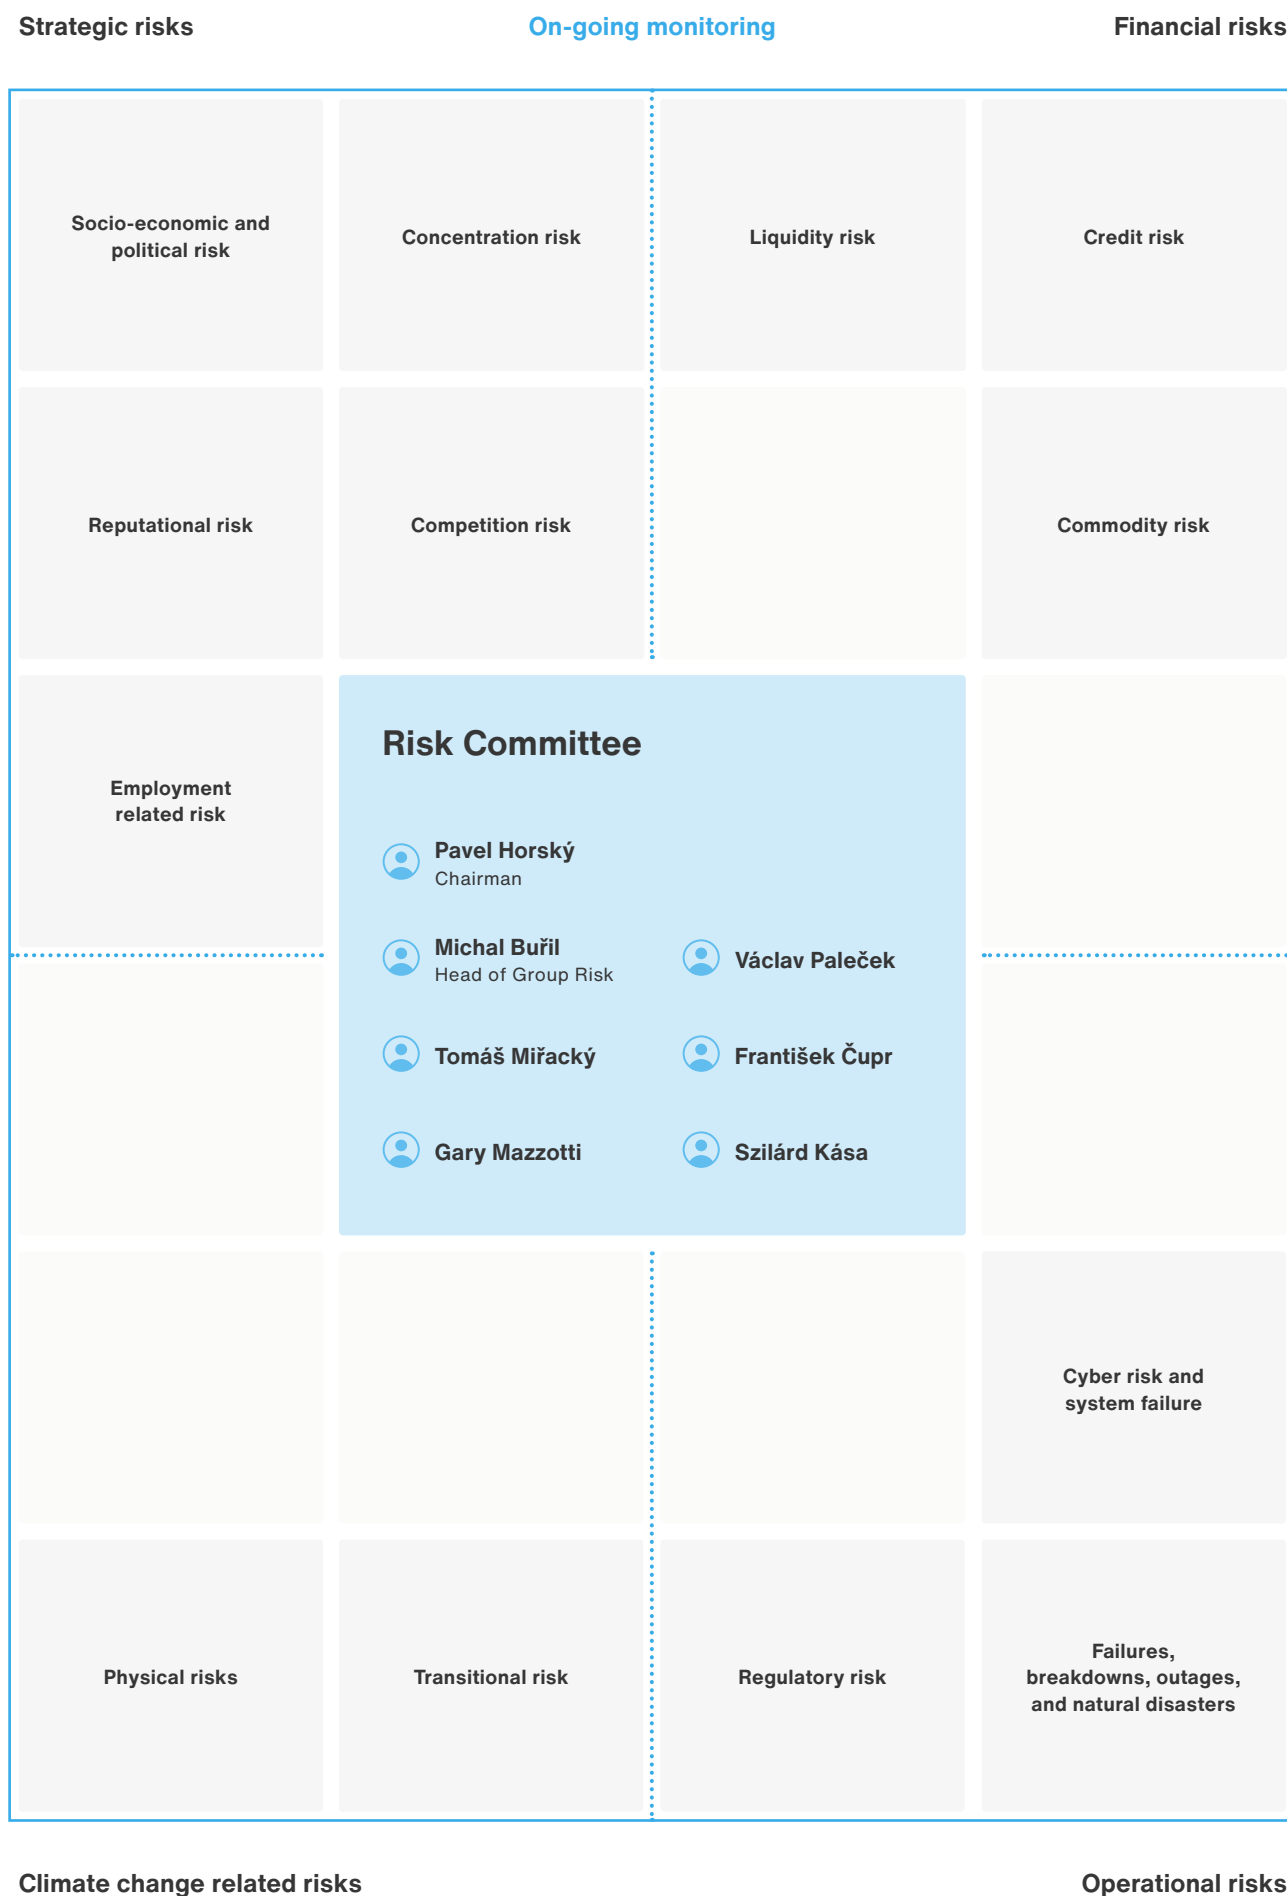 Strategic risks
On-going monitoring
Financial risks
Socio-economic and
political risk
Concentration risk
Liquidity risk
Credit risk
Reputational risk
Competition risk
Commodity risk
Employment
related risk
Risk Committee
Pavel Horský
Chairman
Michal Buřil
Head of Group Risk
Václav Paleček
Tomáš Miřacký
František Čupr
Gary Mazzotti
Szilárd Kása
Cyber risk and
system failure
Physical risks
Transitional risk
Regulatory risk
Failures,
breakdowns, outages,
and natural disasters
Climate change related risks
Operational risks